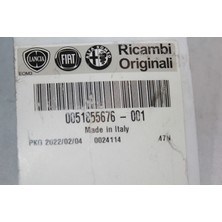 LANCIA FIAT Ricambi
Originali
0051855676-001
Made in Italy
PKD 2022/02/04 0024114 479